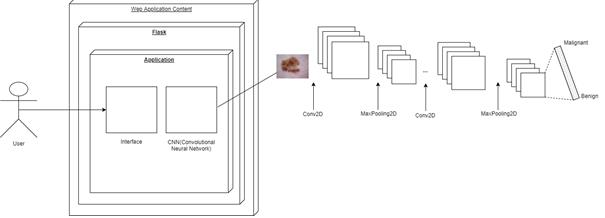 Web Application Content
Flask
Application
User
Interface
CNN(Convolutional
Neural Network)
Conv2D
MaxPooling2D
...
Conv2D
MaxPooling2D
Malignant
Benign